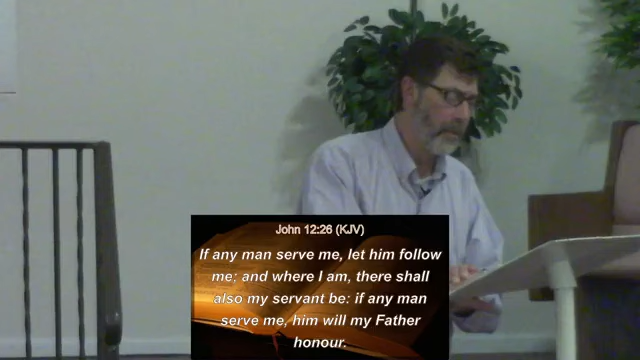 John 12:26 (KJV)
If any man serve me, let him follow
me; and where I am, there shall
also my servant be: if any man
serve me, him will my Father
honour.